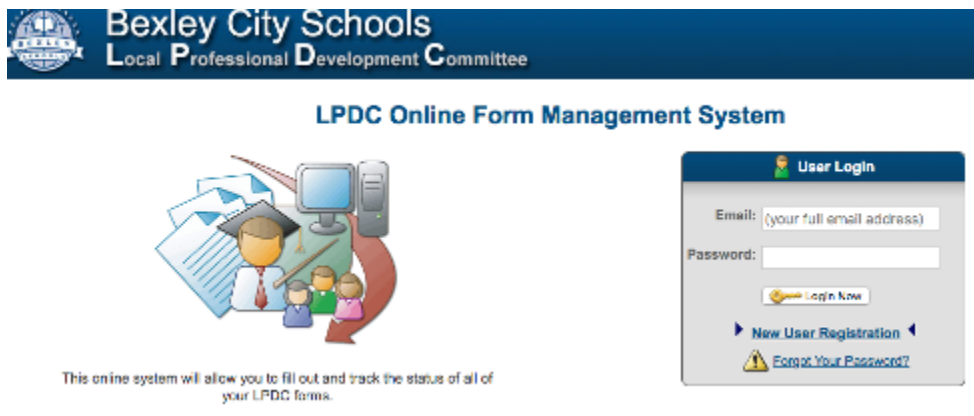 BEXLEY
SCHOOLS
Bexley City Schools
Local Professional Development Committee
LPDC Online Form Management System
User Login
Email: (your full email address)
Password:
Login Now
New User Registration
Forgot Your Password?
This online system will allow you to fill out and track the status of all of
your LPDC forms.